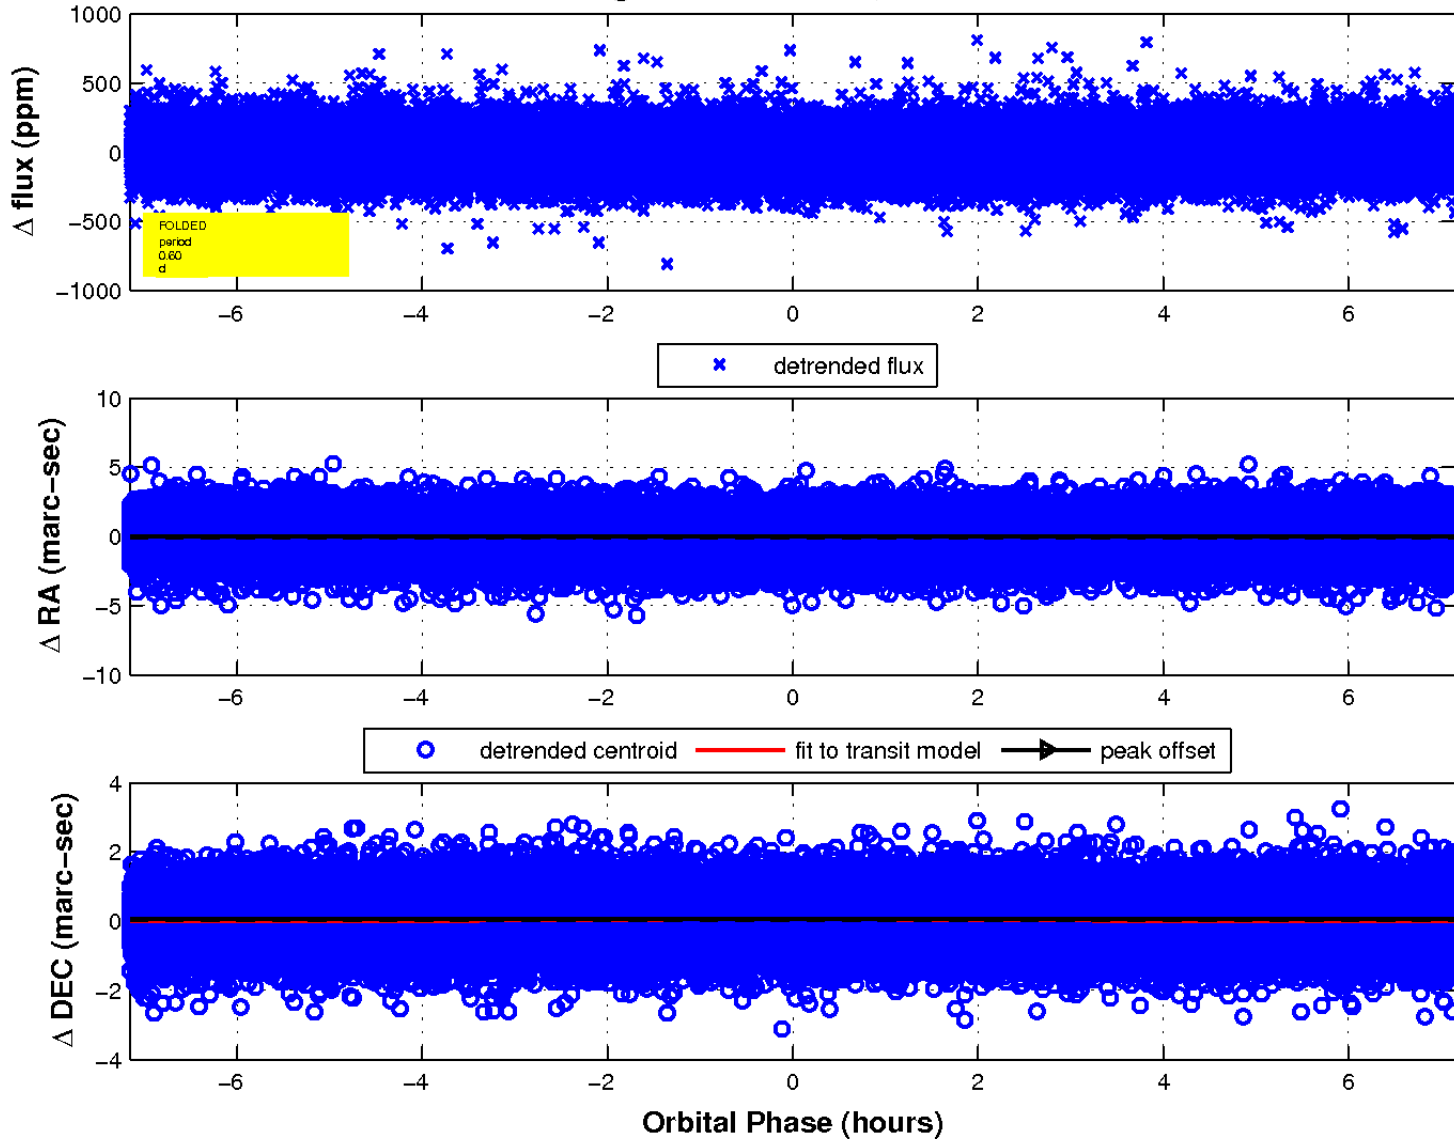 1000
500
0
−500
−1000
Δ flux (ppm)
FOLDED
period
0.60
d
−6 −4 −2 0 2 4 6
detrended flux
10
5
0
−5
−10
Δ RA (marc−sec)
−6 −4 −2 0 2 4 6
detrended centroid fit to transit model peak offset
4
2
0
−2
−4
Δ DEC (marc−sec)
−6 −4 −2 0 2 4 6
Orbital Phase (hours)